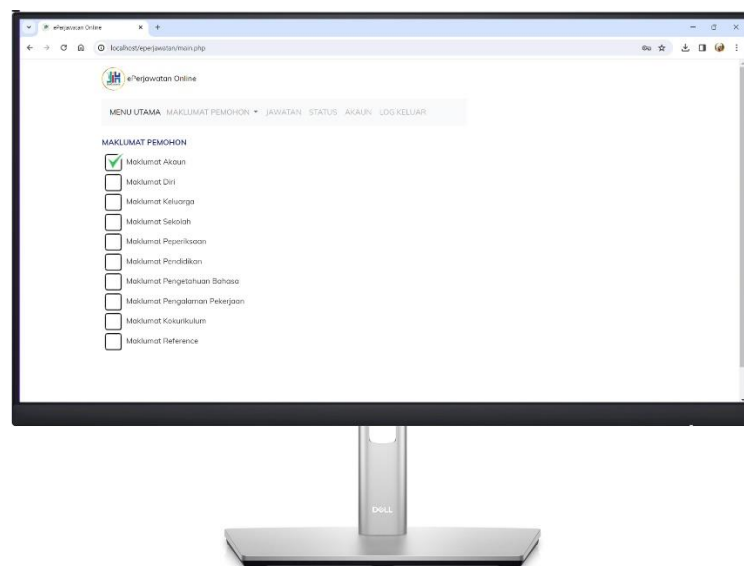 ePerjawatan Online
localhost/eperjawatan/main.php
ePerjawatan Online
MENU UTAMA MAKLUMAT PEMOHON JAWATAN STATUS AKAUN LOG KELUAR
MAKLUMAT PEMOHON
Maklumat Akaun
Maklumat Diri
Maklumat Keluarga
Maklumat Sekolah
Maklumat Peperiksaan
Maklumat Pendidikan
Maklumat Pengetahuan Bahasa
Maklumat Pengalaman Pekerjaan
Maklumat Kokurikulum
Maklumat Reference
DELL